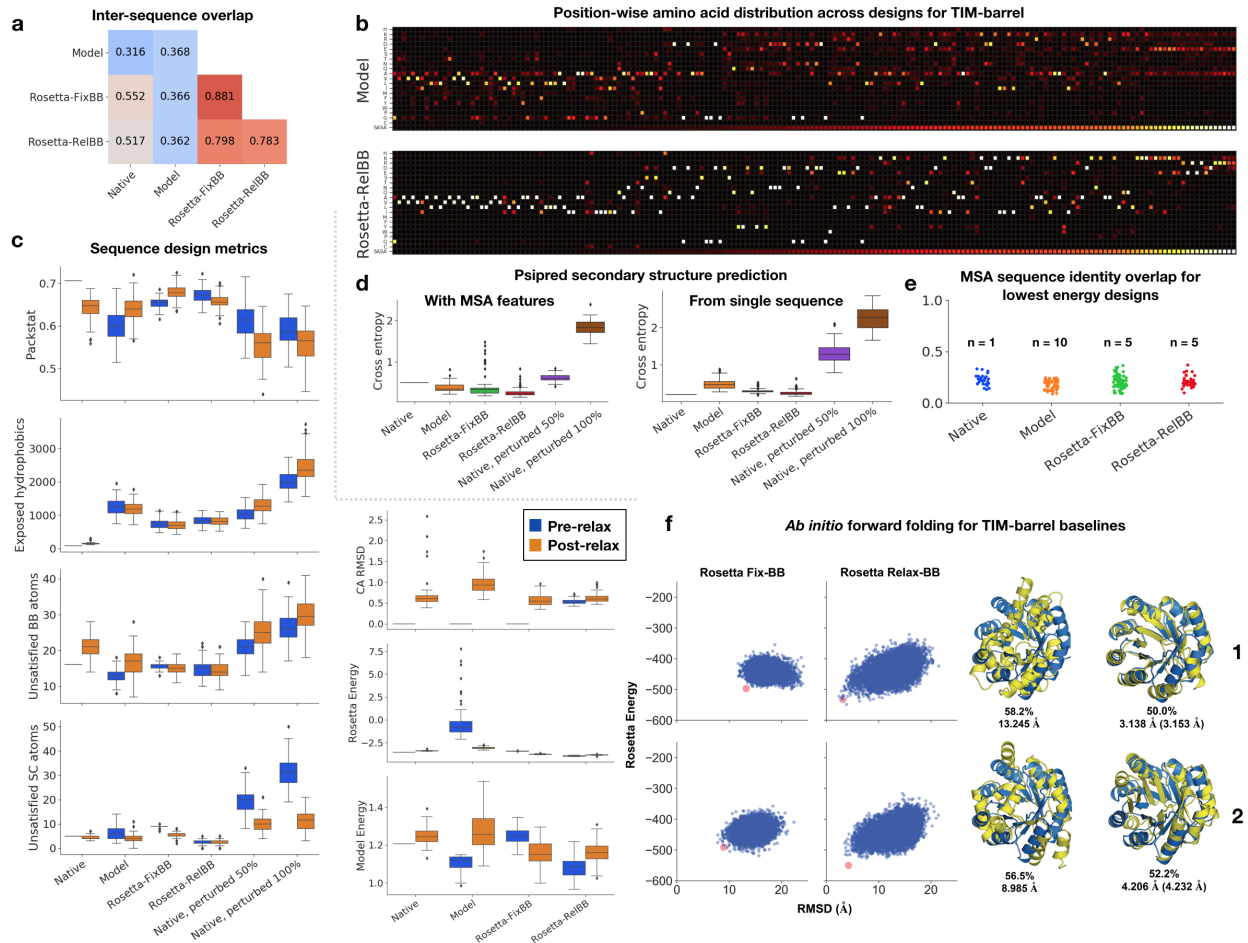 a
Inter-sequence overlap
Model
0.316
0.368
Rosetta-FixBB
0.552
0.366
0.881
Rosetta-RelBB
0.517
0.362
0.798
0.783
Native
Model
Rosetta-FixBB
Rosetta-RelBB
b
Position-wise amino acid distribution across designs for TIM-barrel
Model
SASA
Rosetta-RelBB
SASA
c
Sequence design metrics
Packstat
0.7
0.6
0.5
Exposed hydrophobics
3000
2000
1000
0
Unsatisfied BB atoms
40
30
20
10
Unsatisfied SC atoms
50
40
30
20
10
0
Native
Model
Rosetta-FixBB
Rosetta-RelBB
Native, perturbed 50%
Native, perturbed 100%
Pre-relax
Post-relax
CA RMSD
2.5
2.0
1.5
1.0
0.5
0.0
Rosetta Energy
7.5
5.0
2.5
0.0
−2.5
Model Energy
1.4
1.2
1.0
Native
Model
Rosetta-FixBB
Rosetta-RelBB
d
Psipred secondary structure prediction
With MSA features
Cross entropy
2
1
Native
Model
Rosetta-FixBB
Rosetta-RelBB
Native, perturbed 50%
Native, perturbed 100%
From single sequence
Cross entropy
2
1
Native
Model
Rosetta-FixBB
Rosetta-RelBB
Native, perturbed 50%
Native, perturbed 100%
e
MSA sequence identity overlap for
lowest energy designs
1.0
0.5
0.0
n = 1
n = 10
n = 5
n = 5
Native
Model
Rosetta-FixBB
Rosetta-RelBB
f
Ab initio forward folding for TIM-barrel baselines
Rosetta Fix-BB
Rosetta Relax-BB
Rosetta Energy
−200
−300
−400
−500
−600
58.2%
13.245 Å
50.0%
3.138 Å (3.153 Å)
1
−200
−300
−400
−500
−600
0
10
20
0
10
20
RMSD (Å)
56.5%
8.985 Å
52.2%
4.206 Å (4.232 Å)
2